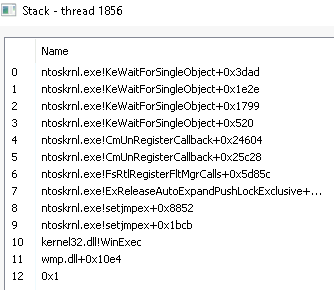 Stack - thread 1856
Name
0 ntoskrnl.exe!KeWaitForSingleObject+0x3dad
1 ntoskrnl.exe!KeWaitForSingleObject+0x1e2e
2 ntoskrnl.exe!KeWaitForSingleObject+0x1799
3 ntoskrnl.exe!KeWaitForSingleObject+0x520
4 ntoskrnl.exe!CmUnRegisterCallback+0x24604
5 ntoskrnl.exe!CmUnRegisterCallback+0x25c28
6 ntoskrnl.exe!FsRtlRegisterFltMgrCalls+0x5d85c
7 ntoskrnl.exe!ExReleaseAutoExpandPushLockExclusive+...
8 ntoskrnl.exe!setjmpex+0x8852
9 ntoskrnl.exe!setjmpex+0x1bcb
10 kernel32.dll!WinExec
11 wmp.dll+0x10e4
12 0x1